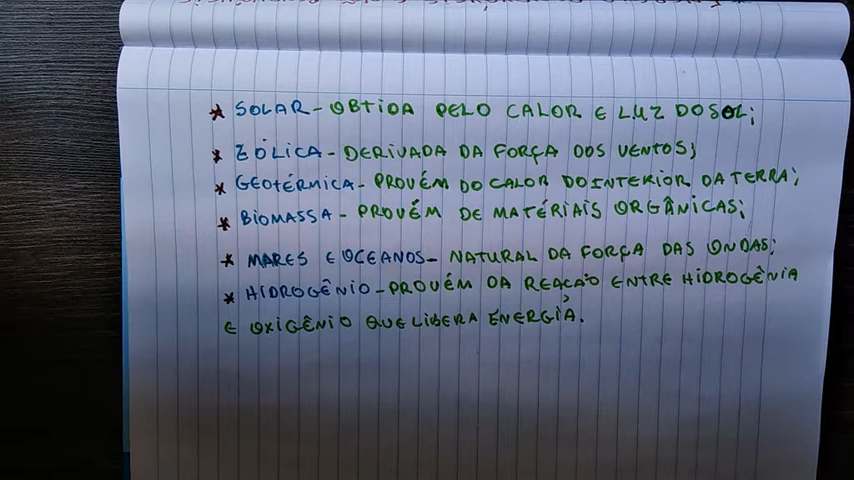 * SOLAR - OBTIDA PELO CALOR E LUZ DO SOL;
* EÓLICA - DERIVADA DA FORÇA DOS VENTOS;
* GEOTÉRMICA - PROVÉM DO CALOR DO INTERIOR DA TERRA;
* BIOMASSA - PROVÉM DE MATÉRIAIS ORGÂNICAS;
* MARES E OCEANOS - NATURAL DA FORÇA DAS ONDAS;
* HIDROGÊNIO - PROVÉM DA REAÇÃO ENTRE HIDROGÊNIA
E OXIGÊNIO QUE LIBERA ENERGIA.